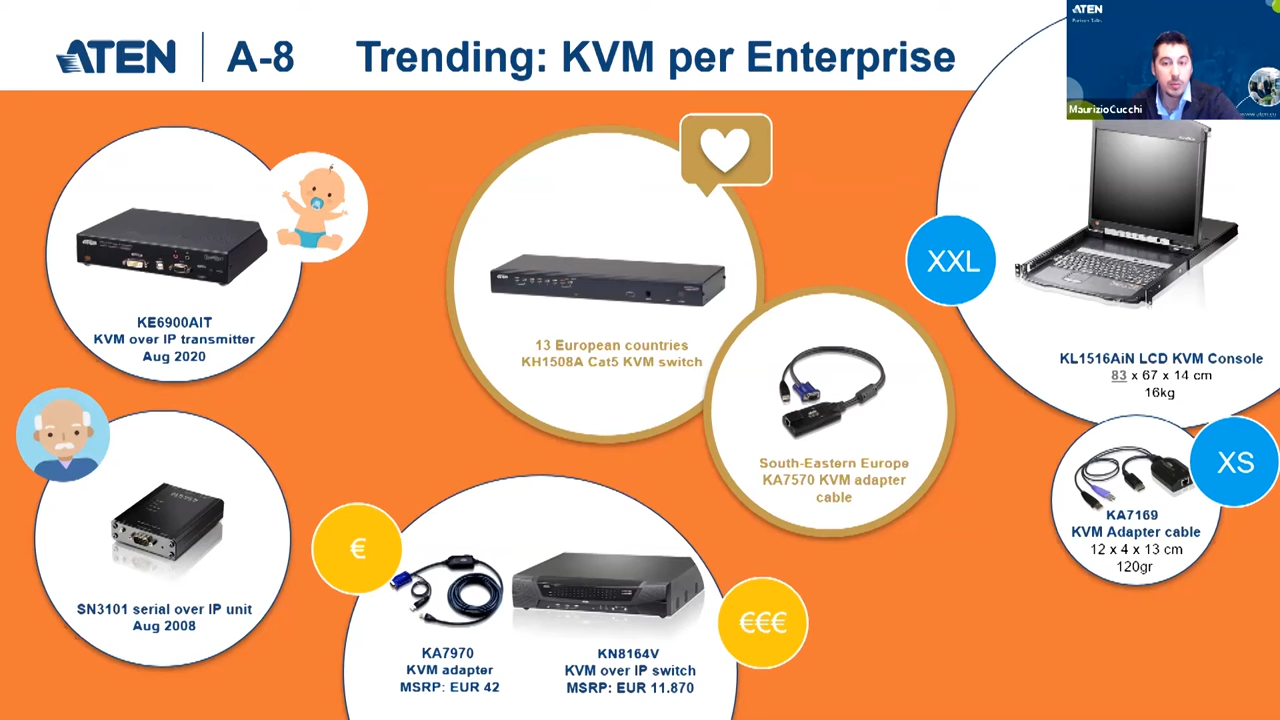 ATEN
A-8
Trending: KVM per Enterprise
ATEN
MaurizioCucchi
www.aten.eu
KE6900AIT
KVM over IP transmitter
Aug 2020
13 European countries
KH1508A Cat5 KVM switch
XXL
KL1516AiN LCD KVM Console
83 x 67 x 14 cm
16kg
South-Eastern Europe
KA7570 KVM adapter
cable
XS
KA7169
KVM Adapter cable
12 x 4 x 13 cm
120gr
SN3101 serial over IP unit
Aug 2008
€
€€€
KA7970
KVM adapter
MSRP: EUR 42
KN8164V
KVM over IP switch
MSRP: EUR 11.870